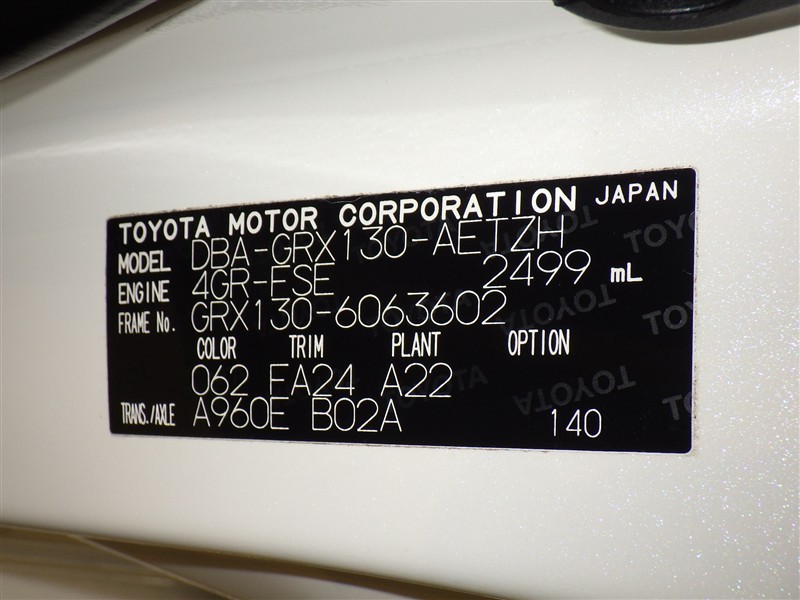 TOYOTA MOTOR CORPORATION JAPAN
MODEL DBA-GRX130-AETZH
ENGINE 4GR-FSE 2499 mL
FRAME No. GRX130-6063602
COLOR TRIM PLANT OPTION
062 FA24 A22
TRANS./AXLE A960E B02A 140